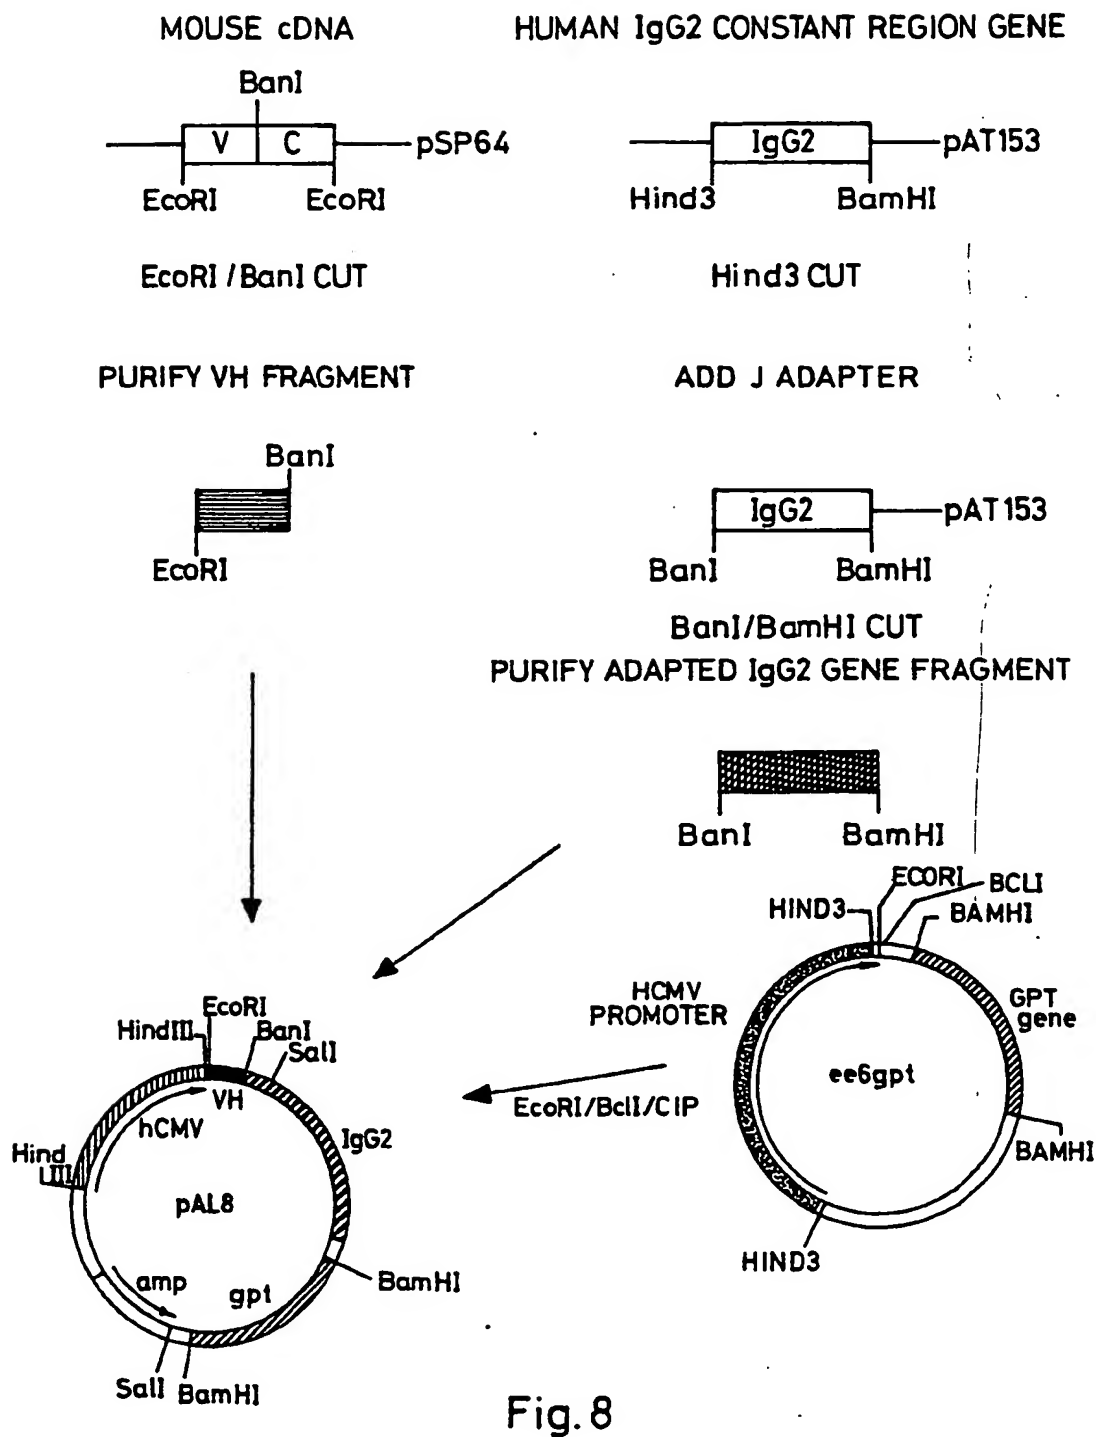 MOUSE cDNA
HUMAN IgG2 CONSTANT REGION GENE
BanI
V
C
pSP64
EcoRI
EcoRI
IgG2
pAT153
Hind3
BamHI
EcoRI/BanI CUT
Hind3 CUT
PURIFY VH FRAGMENT
ADD J ADAPTER
BanI
EcoRI
IgG2
pAT153
BanI
BamHI
BanI/BamHI CUT
PURIFY ADAPTED IgG2 GENE FRAGMENT
BanI
BamHI
ECORI
BCLI
HIND3
BAMHI
HCMV
PROMOTER
GPT
gene
ee6gpt
BAMHI
HIND3
EcoRI/BclI/CIP
EcoRI
HindIII
BanI
SalI
VH
hCMV
IgG2
Hind
LIII
pAL8
amp
gpt
BamHI
SalI
BamHI
Fig. 8